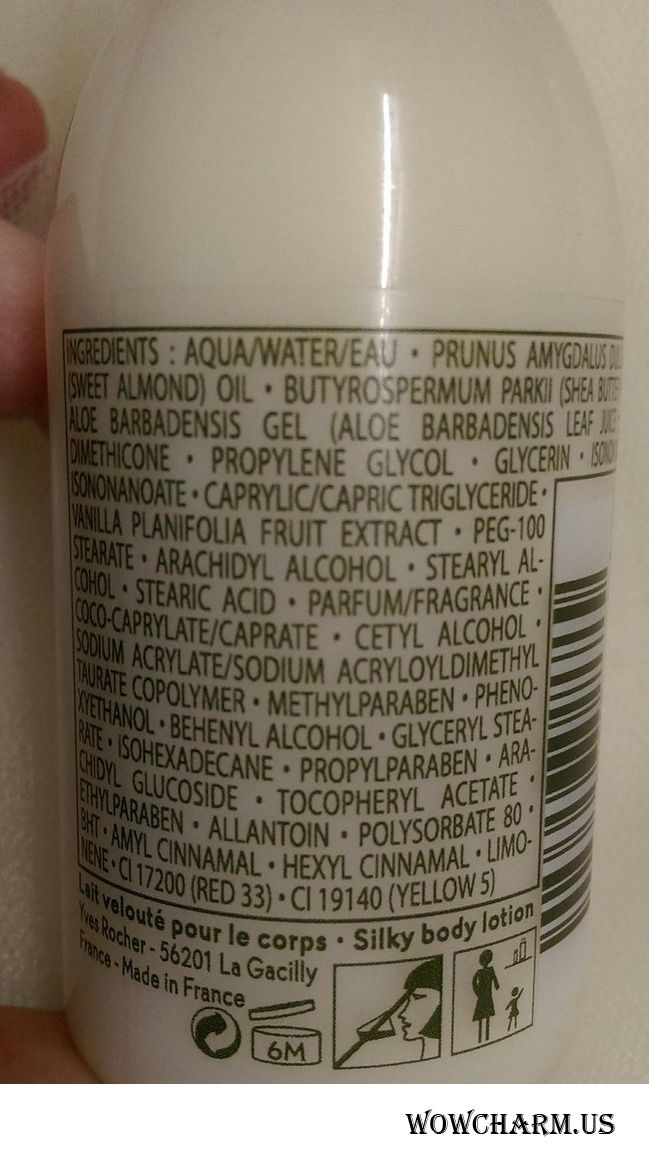 INGREDIENTS : AQUA/WATER/EAU • PRUNUS AMYGDALUS
(SWEET ALMOND) OIL • BUTYROSPERMUM PARKII (SHEA
ALOE BARBADENSIS GEL (ALOE BARBADENSIS LEAF
DIMETHICONE • PROPYLENE GLYCOL • GLYCERIN •
ISONONANOATE • CAPRYLIC/CAPRIC TRIGLYCERIDE •
VANILLA PLANIFOLIA FRUIT EXTRACT • PEG-100
STEARATE • ARACHIDYL ALCOHOL • STEARYL AL-
COHOL • STEARIC ACID • PARFUM/FRAGRANCE •
COCO-CAPRYLATE/CAPRATE • CETYL ALCOHOL •
SODIUM ACRYLATE/SODIUM ACRYLOYLDIMETHYL
TAURATE COPOLYMER • METHYLPARABEN • PHENO-
XYETHANOL • BEHENYL ALCOHOL • GLYCERYL STEA-
RATE • ISOHEXADECANE • PROPYLPARABEN • ARA-
CHIDYL GLUCOSIDE • TOCOPHERYL ACETATE •
ETHYLPARABEN • ALLANTOIN • POLYSORBATE 80 •
BHT • AMYL CINNAMAL • HEXYL CINNAMAL • LIMO-
NENE • CI 17200 (RED 33) • CI 19140 (YELLOW 5)
Lait velouté pour le corps • Silky body lotion
Yves Rocher - 56201 La Gacilly
France - Made in France
6M
WOWCHARM.US